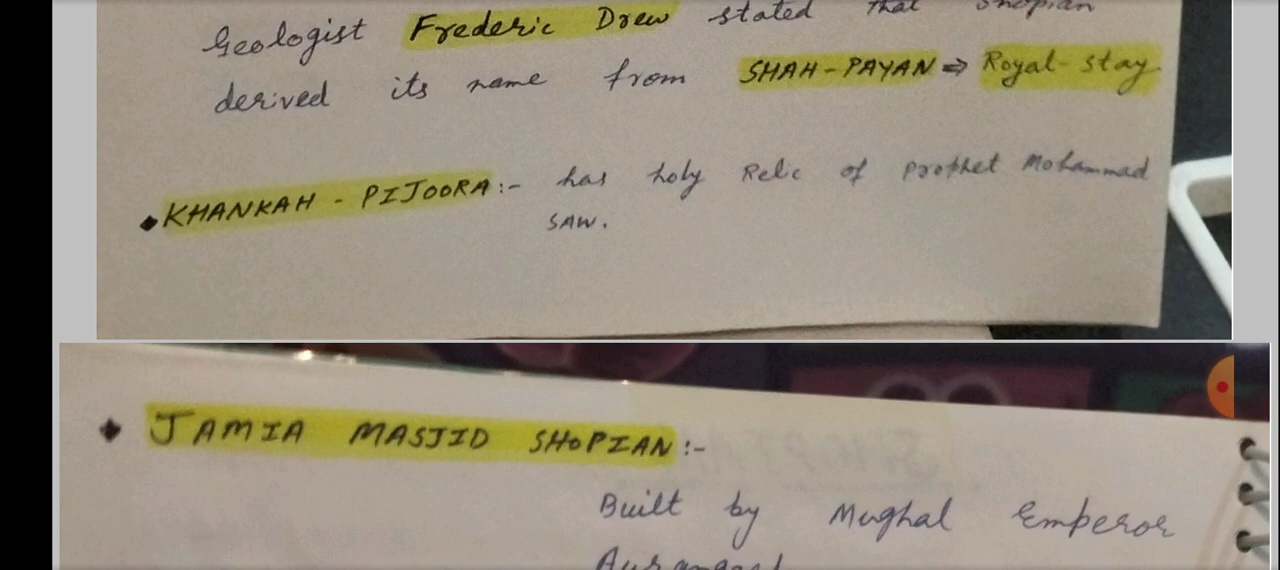 Geologist Frederic Drew stated that Shopian
derived its name from SHAH-PAYAN ⇒ Royal-stay
◆ KHANKAH - PIJOORA :- has holy Relic of Prophet Mohammad
SAW.
◆ JAMIA MASJID SHOPIAN :-
Built by Mughal Emperor